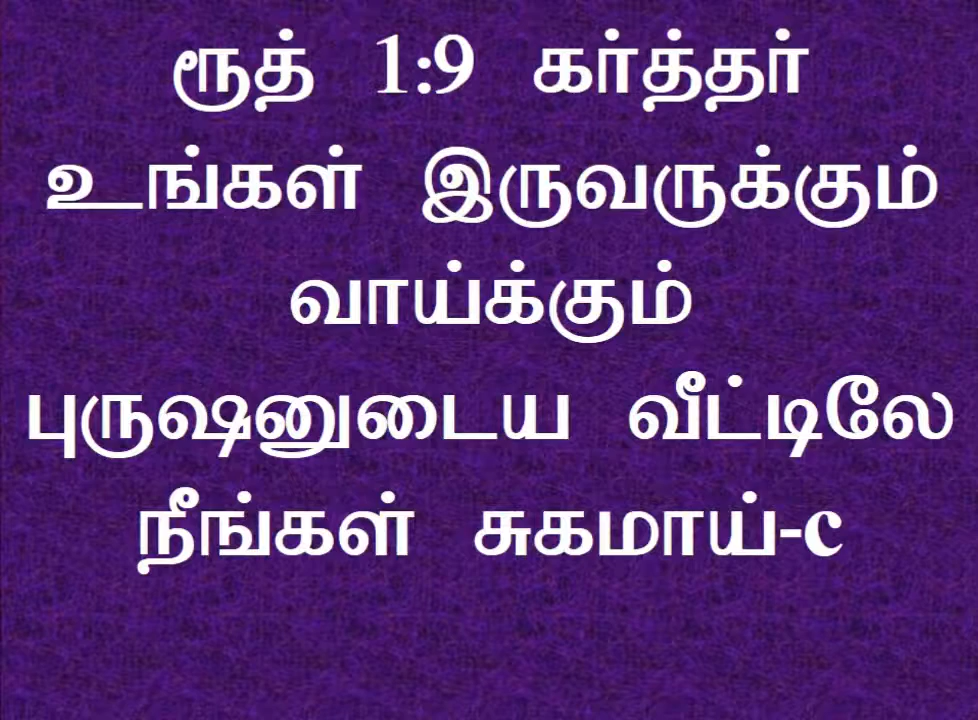 ரூத் 1:9 கர்த்தர்
உங்கள் இருவருக்கும்
வாய்க்கும்
புருஷனுடைய வீட்டிலே
நீங்கள் சுகமாய்-c